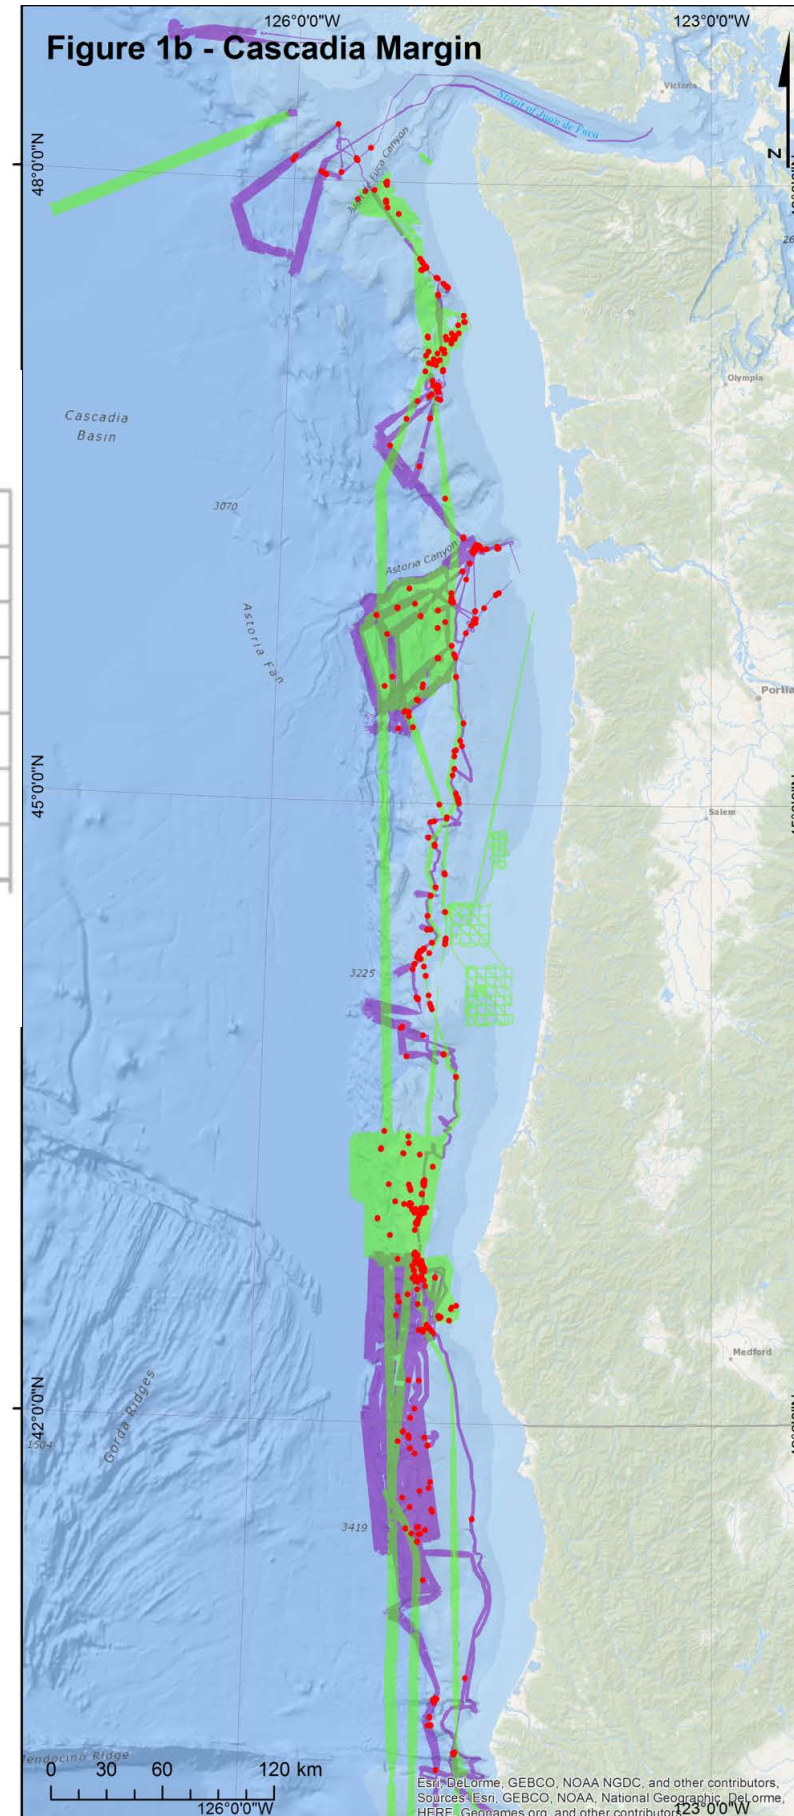 126°0'0"W
123°0'0"W
Figure 1b - Cascadia Margin
Victoria
Strait of Juan de Fuca
N
48°0'0"N
Juan de Fuca Canyon
Olympia
Cascadia
Basin
3070
Astoria Canyon
Astoria Fan
Portla
45°0'0"N
Salem
3225
Medford
42°0'0"N
Gorda Ridges
1504
3419
Mendocino Ridge
0 30 60 120 km
Esri, DeLorme, GEBCO, NOAA NGDC, and other contributors,
Sources: Esri, GEBCO, NOAA, National Geographic, DeLorme,
HERE, Geonames.org, and other contributors
126°0'0"W
123°0'0"W